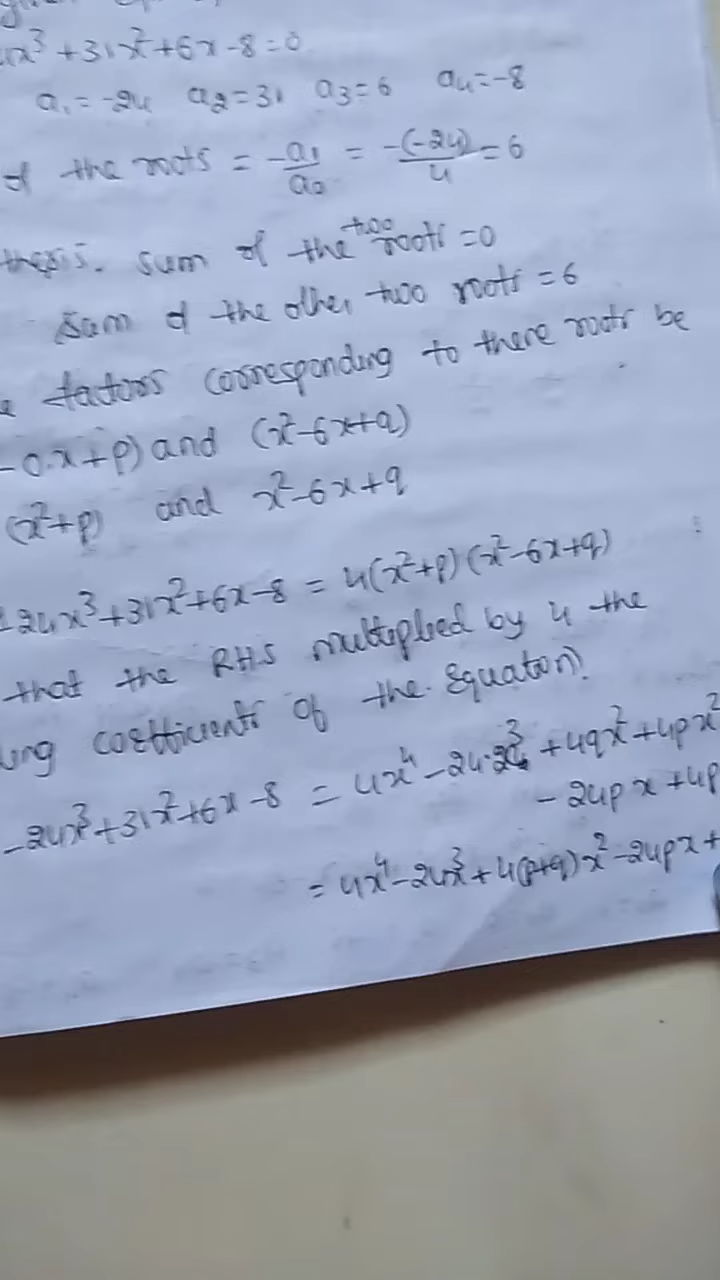 x³ + 31x² + 6x - 8 = 0
a₁ = -24 a₂ = 31 a₃ = 6 a₄ = -8
of the roots = -a₁/a₀ = -(-24)/4 = 6
thesis. sum of the two roots = 0
Sum of the other two roots = 6
factors corresponding to there roots be
- 0.x + p) and (x² - 6x + q)
(x² + p) and x² - 6x + q
24x³ + 31x² + 6x - 8 = 4(x² + p)(x² - 6x + q)
that the RHS multiplied by 4 the
ing coefficients of the Equation).
- 24x³ + 31x² + 6x - 8 = 4x⁴ - 24x³ + 4qx² + 4px²
- 24px + 4p
= 4x⁴ - 24x³ + 4(p+q)x² - 24px +